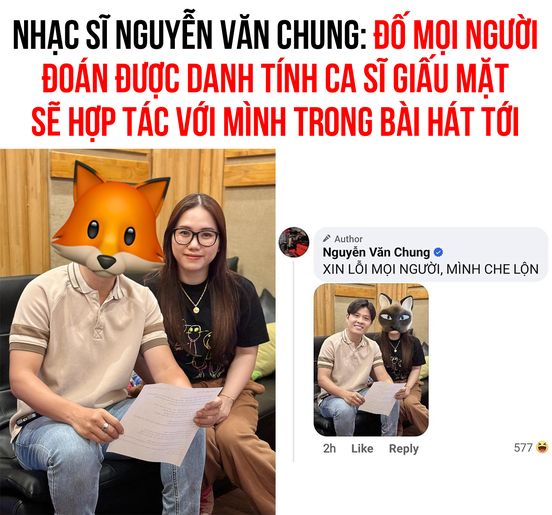 NHẠC SĨ NGUYỄN VĂN CHUNG: ĐỐ MỌI NGƯỜI
ĐOÁN ĐƯỢC DANH TÍNH CA SĨ GIẤU MẶT
SẼ HỢP TÁC VỚI MÌNH TRONG BÀI HÁT TỚI
Author
Nguyễn Văn Chung
XIN LỖI MỌI NGƯỜI, MÌNH CHE LỘN
2h Like Reply 577